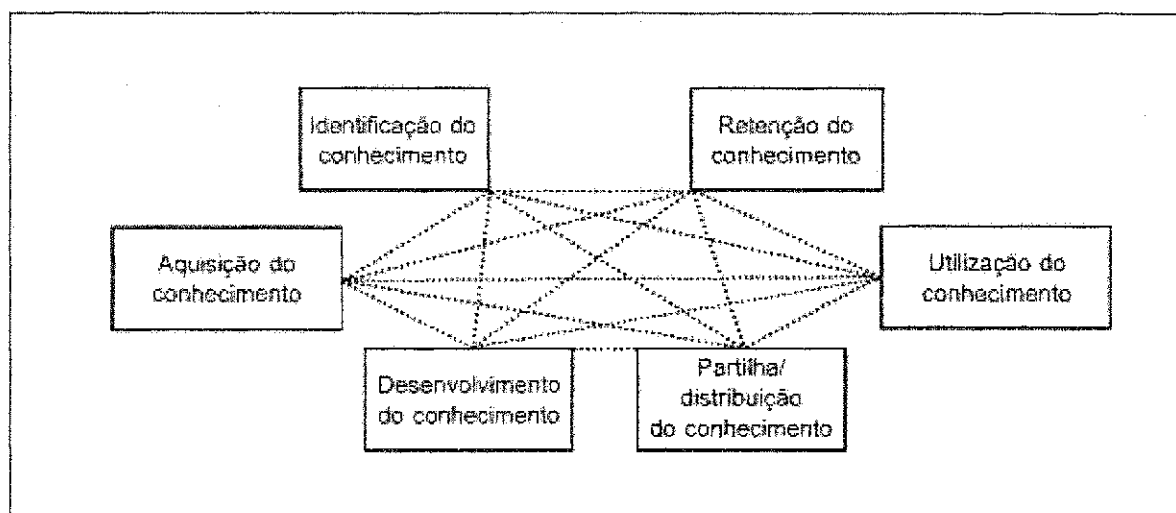 Identificação do
conhecimento
Retenção do
conhecimento
Aquisição do
conhecimento
Utilização do
conhecimento
Desenvolvimento
do conhecimento
Partilha/
distribuição
do conhecimento